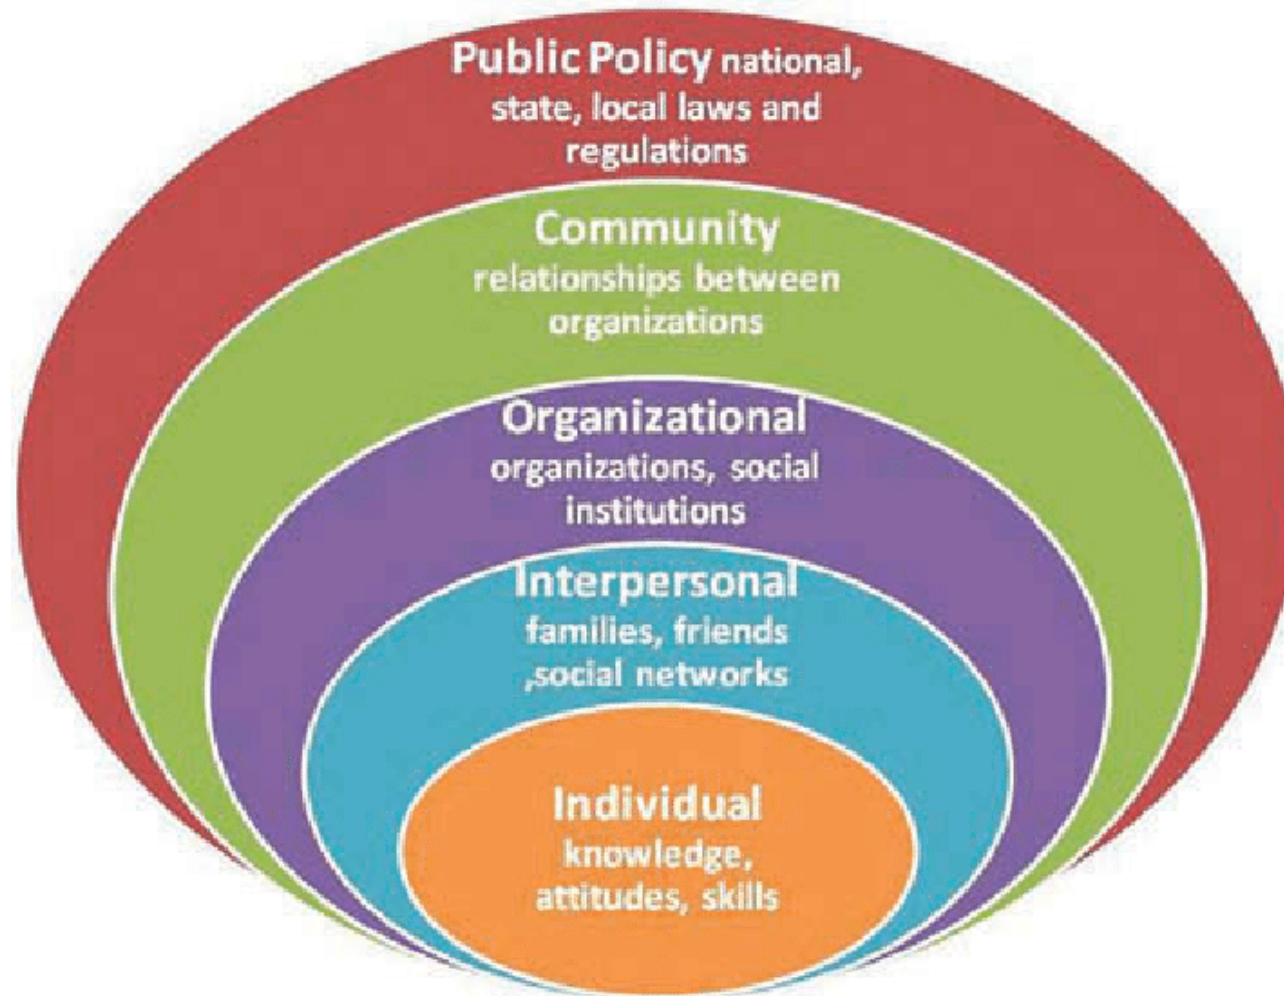 Public Policy national,
state, local laws and
regulations
Community
relationships between
organizations
Organizational
organizations, social
institutions
Interpersonal
families, friends
,social networks
Individual
knowledge,
attitudes, skills